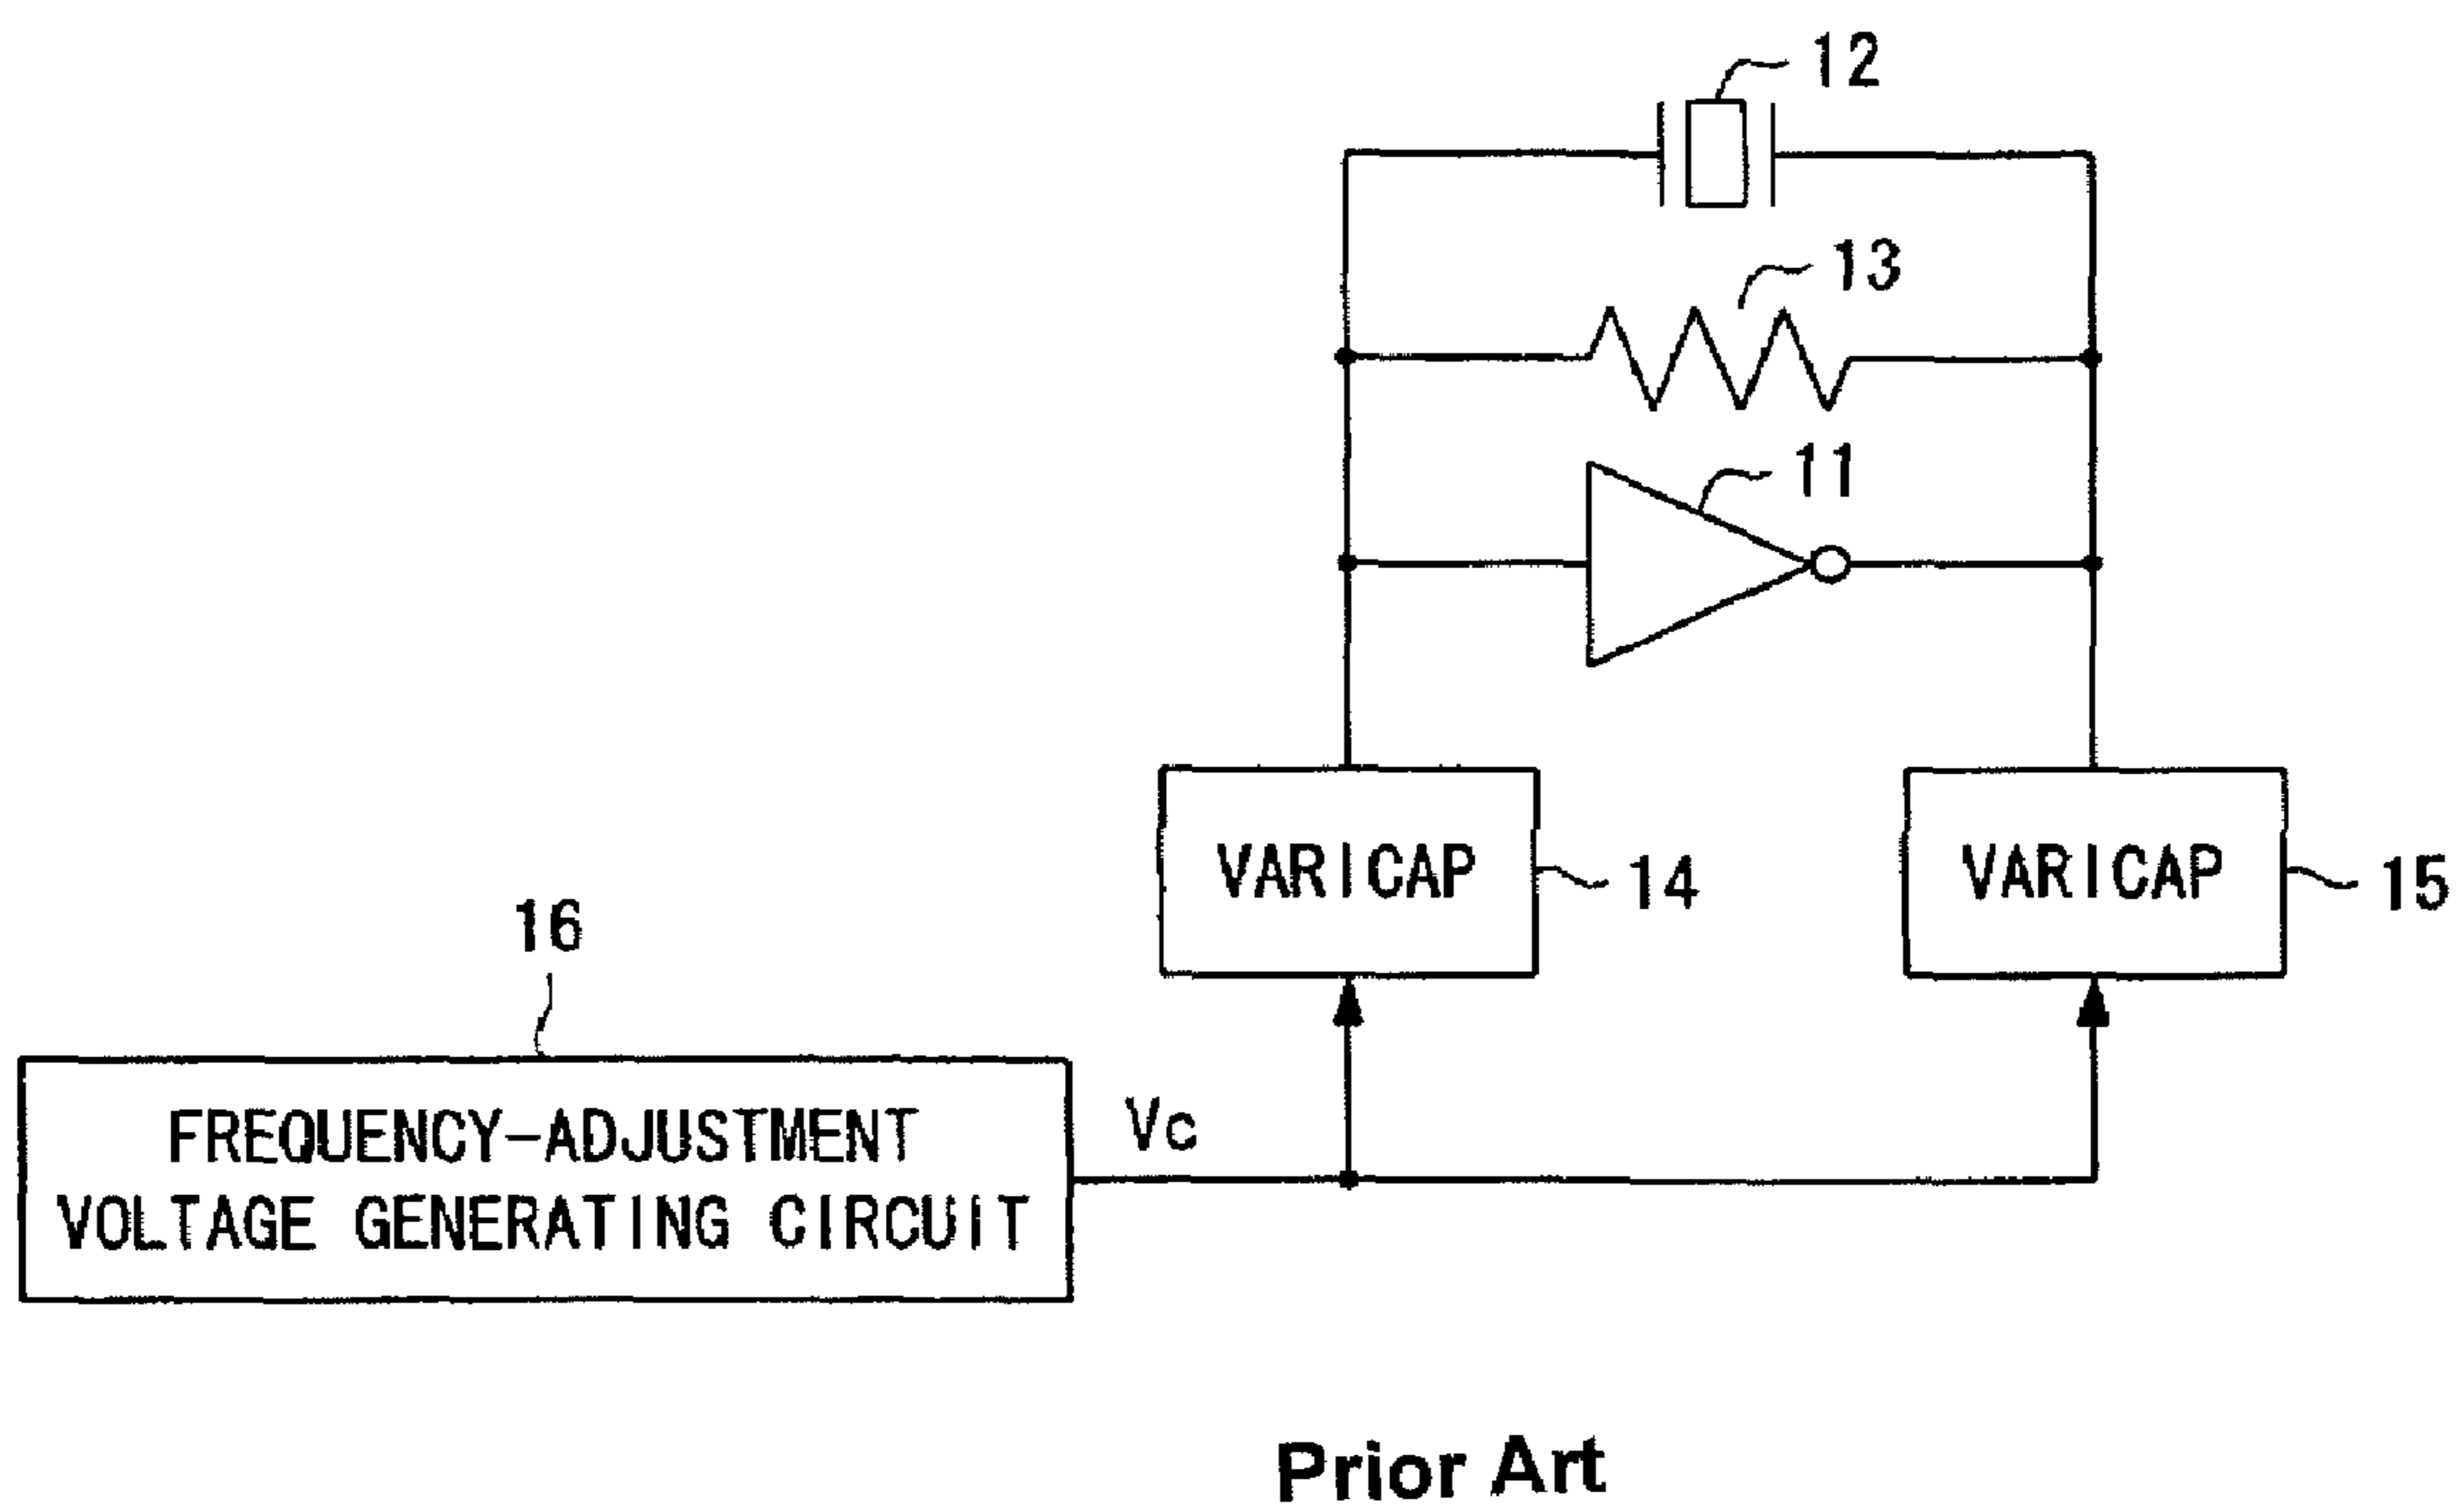 12
13
11
VARICAP
14
VARICAP
15
16
FREQUENCY-ADJUSTMENT
VOLTAGE GENERATING CIRCUIT
Vc
Prior Art